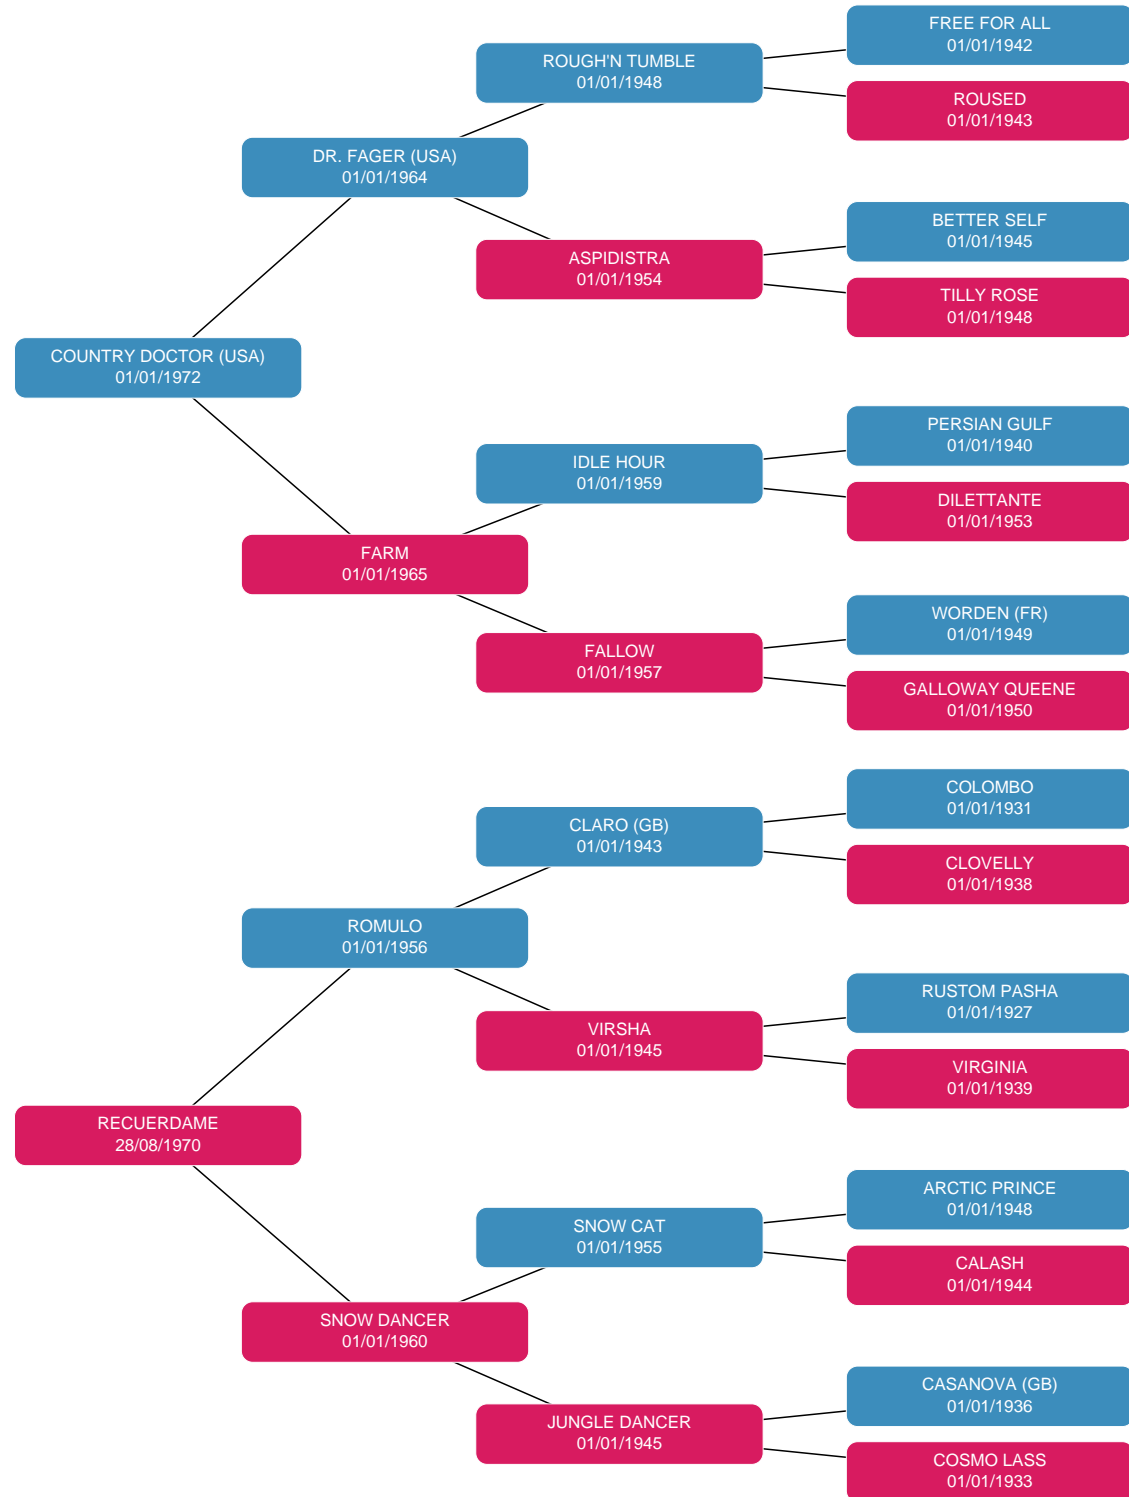 FREE FOR ALL
01/01/1942
ROUGH'N TUMBLE
01/01/1948
ROUSED
01/01/1943
DR. FAGER (USA)
01/01/1964
BETTER SELF
01/01/1945
ASPIDISTRA
01/01/1954
TILLY ROSE
01/01/1948
COUNTRY DOCTOR (USA)
01/01/1972
PERSIAN GULF
01/01/1940
IDLE HOUR
01/01/1959
DILETTANTE
01/01/1953
FARM
01/01/1965
WORDEN (FR)
01/01/1949
FALLOW
01/01/1957
GALLOWAY QUEENE
01/01/1950
COLOMBO
01/01/1931
CLARO (GB)
01/01/1943
CLOVELLY
01/01/1938
ROMULO
01/01/1956
RUSTOM PASHA
01/01/1927
VIRSHA
01/01/1945
VIRGINIA
01/01/1939
RECUERDAME
28/08/1970
ARCTIC PRINCE
01/01/1948
SNOW CAT
01/01/1955
CALASH
01/01/1944
SNOW DANCER
01/01/1960
CASANOVA (GB)
01/01/1936
JUNGLE DANCER
01/01/1945
COSMO LASS
01/01/1933